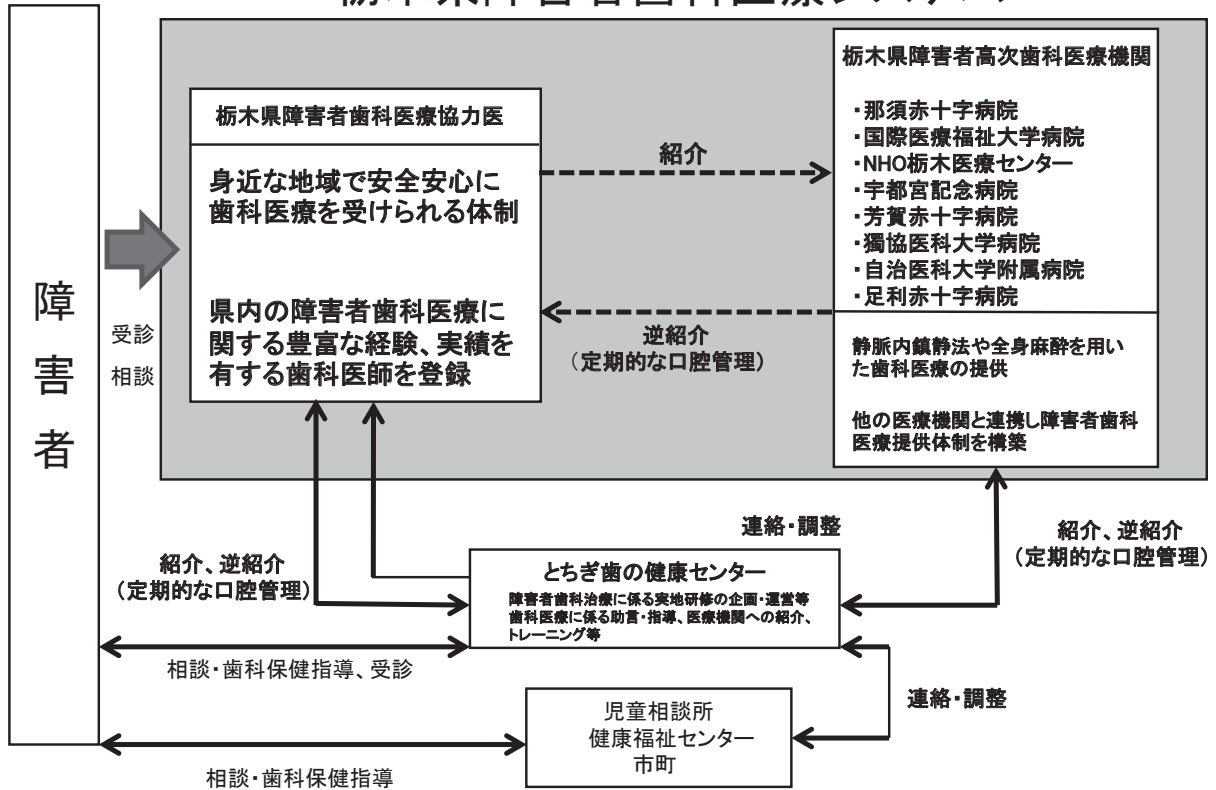 栃木県障害者歯科医療システム
障害者
受診
相談
栃木県障害者歯科医療協力医
身近な地域で安全安心に
歯科医療を受けられる体制
県内の障害者歯科医療に
関する豊富な経験、実績を
有する歯科医師を登録
紹介
逆紹介
（定期的な口腔管理）
栃木県障害者高次歯科医療機関
・那須赤十字病院
・国際医療福祉大学病院
・NHO栃木医療センター
・宇都宮記念病院
・芳賀赤十字病院
・獨協医科大学病院
・自治医科大学附属病院
・足利赤十字病院
静脈内鎮静法や全身麻酔を用い
た歯科医療の提供
他の医療機関と連携し障害者歯科
医療提供体制を構築
紹介、逆紹介
（定期的な口腔管理）
連絡・調整
紹介、逆紹介
（定期的な口腔管理）
とちぎ歯の健康センター
障害者歯科治療に係る実地研修の企画・運営等
歯科医療に係る助言・指導、医療機関への紹介、
トレーニング等
相談・歯科保健指導、受診
連絡・調整
児童相談所
健康福祉センター
市町
相談・歯科保健指導